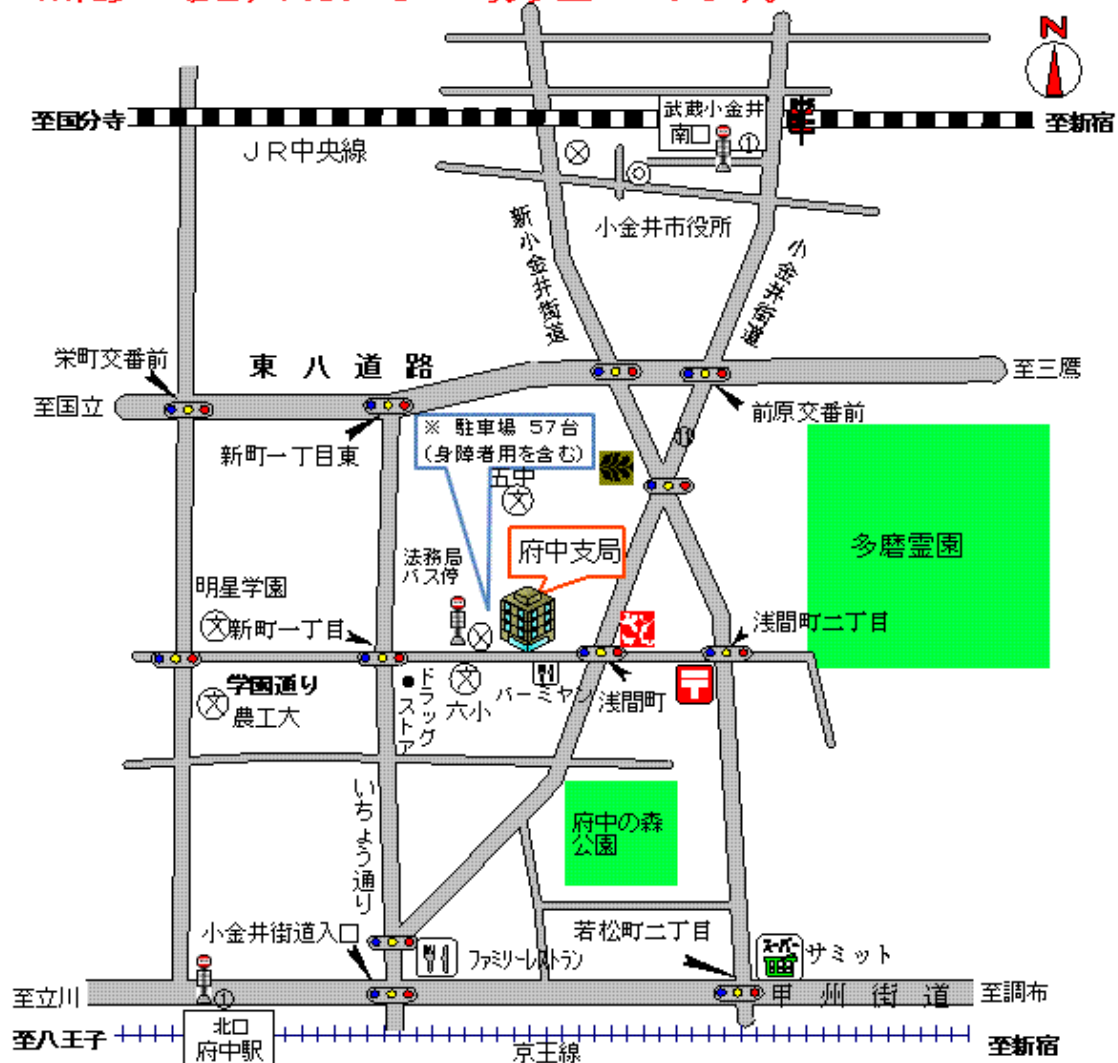 N
至国分寺
武蔵小金井
南口
①
至新宿
JR中央線
小金井市役所
新小金井街道
小金井街道
栄町交番前
東八道路
至三鷹
至国立
前原交番前
新町一丁目東
※ 駐車場 57台
(身障者用を含む)
五中
文
多磨霊園
法務局
バス停
府中支局
明星学園
文
新町一丁目
浅間町二丁目
学園通り
文
農工大
ドラッグ
ストア
文
六小
バーミヤン
浅間町
いちょう通り
府中の森
公園
小金井街道入口
若松町二丁目
ファミリーレストラン
スーパー
サミット
至立川
①
甲州街道
至調布
至八王子
北口
府中駅
京王線
至新宿